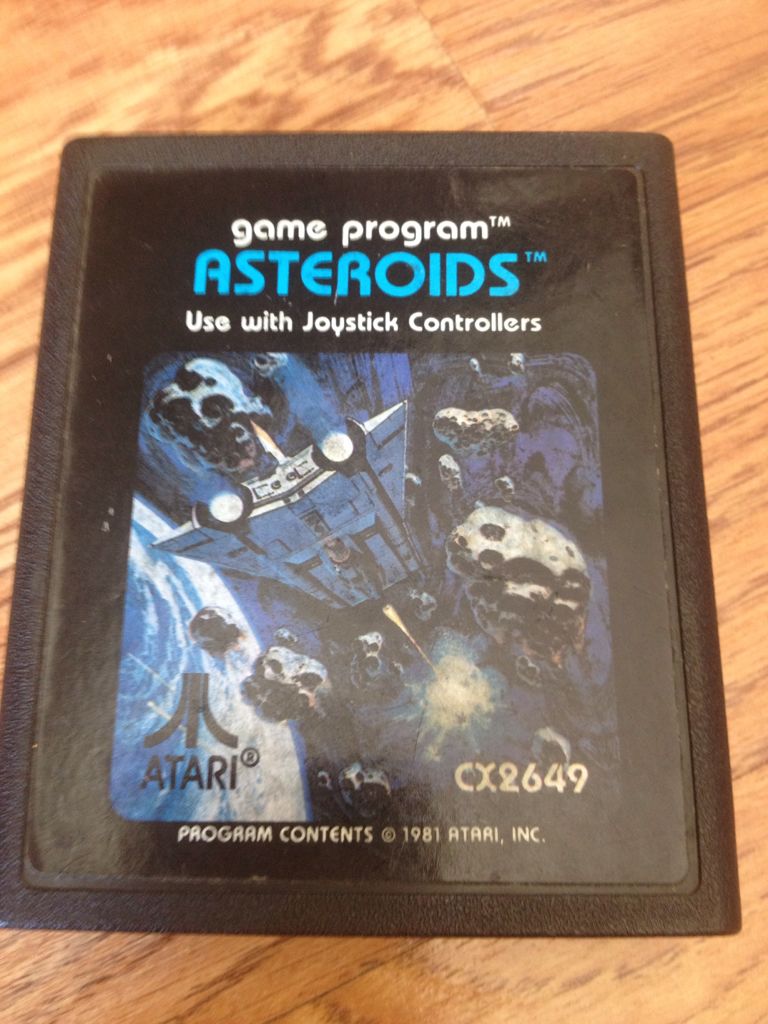 game program™
ASTEROIDS™
Use with Joystick Controllers
ATARI®
CX2649
PROGRAM CONTENTS © 1981 ATARI, INC.